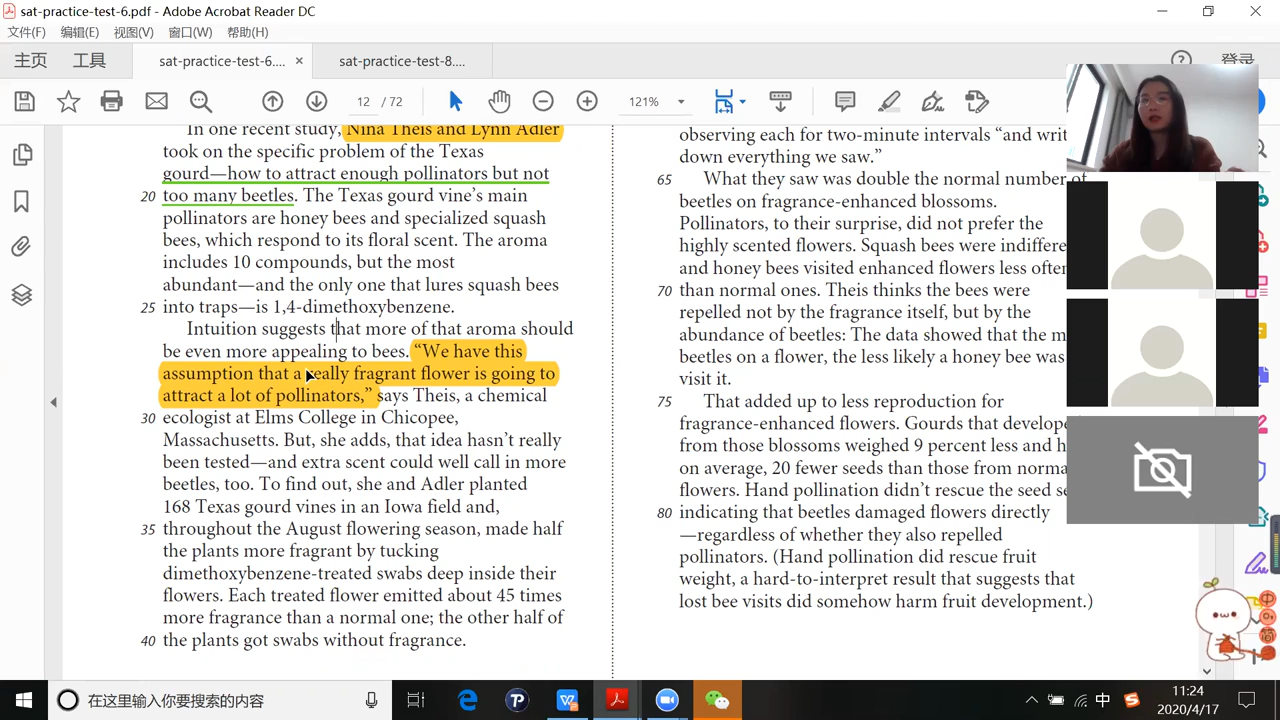 sat-practice-test-6.pdf - Adobe Acrobat Reader DC
文件(F) 编辑(E) 视图(V) 窗口(W) 帮助(H)
主页 工具 sat-practice-test-6.... × sat-practice-test-8.... 登录
12 / 72 121%
In one recent study, Nina Theis and Lynn Adler
took on the specific problem of the Texas
gourd—how to attract enough pollinators but not
20 too many beetles. The Texas gourd vine’s main
pollinators are honey bees and specialized squash
bees, which respond to its floral scent. The aroma
includes 10 compounds, but the most
abundant—and the only one that lures squash bees
25 into traps—is 1,4-dimethoxybenzene.
Intuition suggests that more of that aroma should
be even more appealing to bees. “We have this
assumption that a really fragrant flower is going to
attract a lot of pollinators,” says Theis, a chemical
30 ecologist at Elms College in Chicopee,
Massachusetts. But, she adds, that idea hasn’t really
been tested—and extra scent could well call in more
beetles, too. To find out, she and Adler planted
168 Texas gourd vines in an Iowa field and,
35 throughout the August flowering season, made half
the plants more fragrant by tucking
dimethoxybenzene-treated swabs deep inside their
flowers. Each treated flower emitted about 45 times
more fragrance than a normal one; the other half of
40 the plants got swabs without fragrance.
observing each for two-minute intervals “and writ
down everything we saw.”
65 What they saw was double the normal number of
beetles on fragrance-enhanced blossoms.
Pollinators, to their surprise, did not prefer the
highly scented flowers. Squash bees were indiffere
and honey bees visited enhanced flowers less often
70 than normal ones. Theis thinks the bees were
repelled not by the fragrance itself, but by the
abundance of beetles: The data showed that the m
beetles on a flower, the less likely a honey bee was
visit it.
75 That added up to less reproduction for
fragrance-enhanced flowers. Gourds that develope
from those blossoms weighed 9 percent less and h
on average, 20 fewer seeds than those from norma
flowers. Hand pollination didn’t rescue the seed se
80 indicating that beetles damaged flowers directly
—regardless of whether they also repelled
pollinators. (Hand pollination did rescue fruit
weight, a hard-to-interpret result that suggests that
lost bee visits did somehow harm fruit development.)
在这里输入你要搜索的内容
中
11:24
2020/4/17